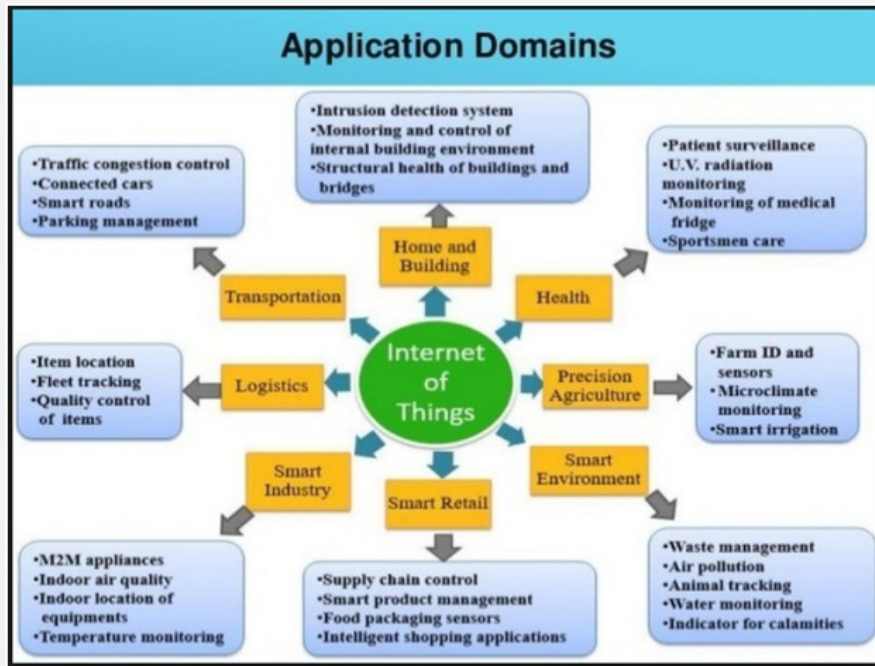 Application Domains
•Intrusion detection system
•Monitoring and control of
internal building environment
•Structural health of buildings and
bridges
•Traffic congestion control
•Connected cars
•Smart roads
•Parking management
•Patient surveillance
•U.V. radiation
monitoring
•Monitoring of medical
fridge
•Sportsmen care
Home and
Building
Transportation
Health
Internet
of
Things
•Item location
•Fleet tracking
•Quality control
of items
Logistics
Precision
Agriculture
•Farm ID and
sensors
•Microclimate
monitoring
•Smart irrigation
Smart
Industry
Smart Retail
Smart
Environment
•M2M appliances
•Indoor air quality
•Indoor location of
equipments
•Temperature monitoring
•Supply chain control
•Smart product management
•Food packaging sensors
•Intelligent shopping applications
•Waste management
•Air pollution
•Animal tracking
•Water monitoring
•Indicator for calamities